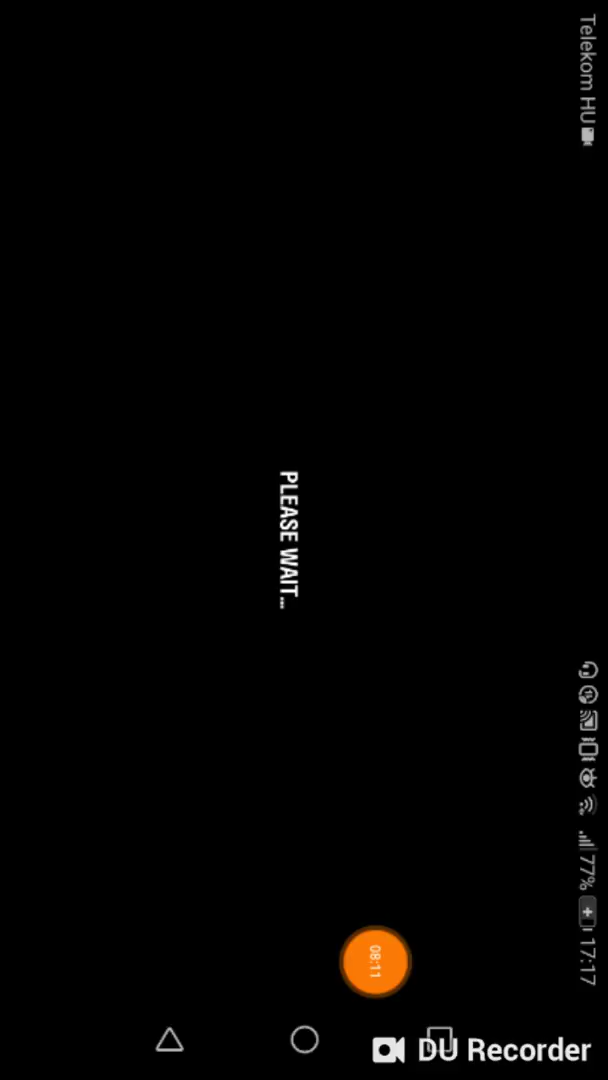 Telekom HU
77% 17:17
PLEASE WAIT...
08:11
DU Recorder